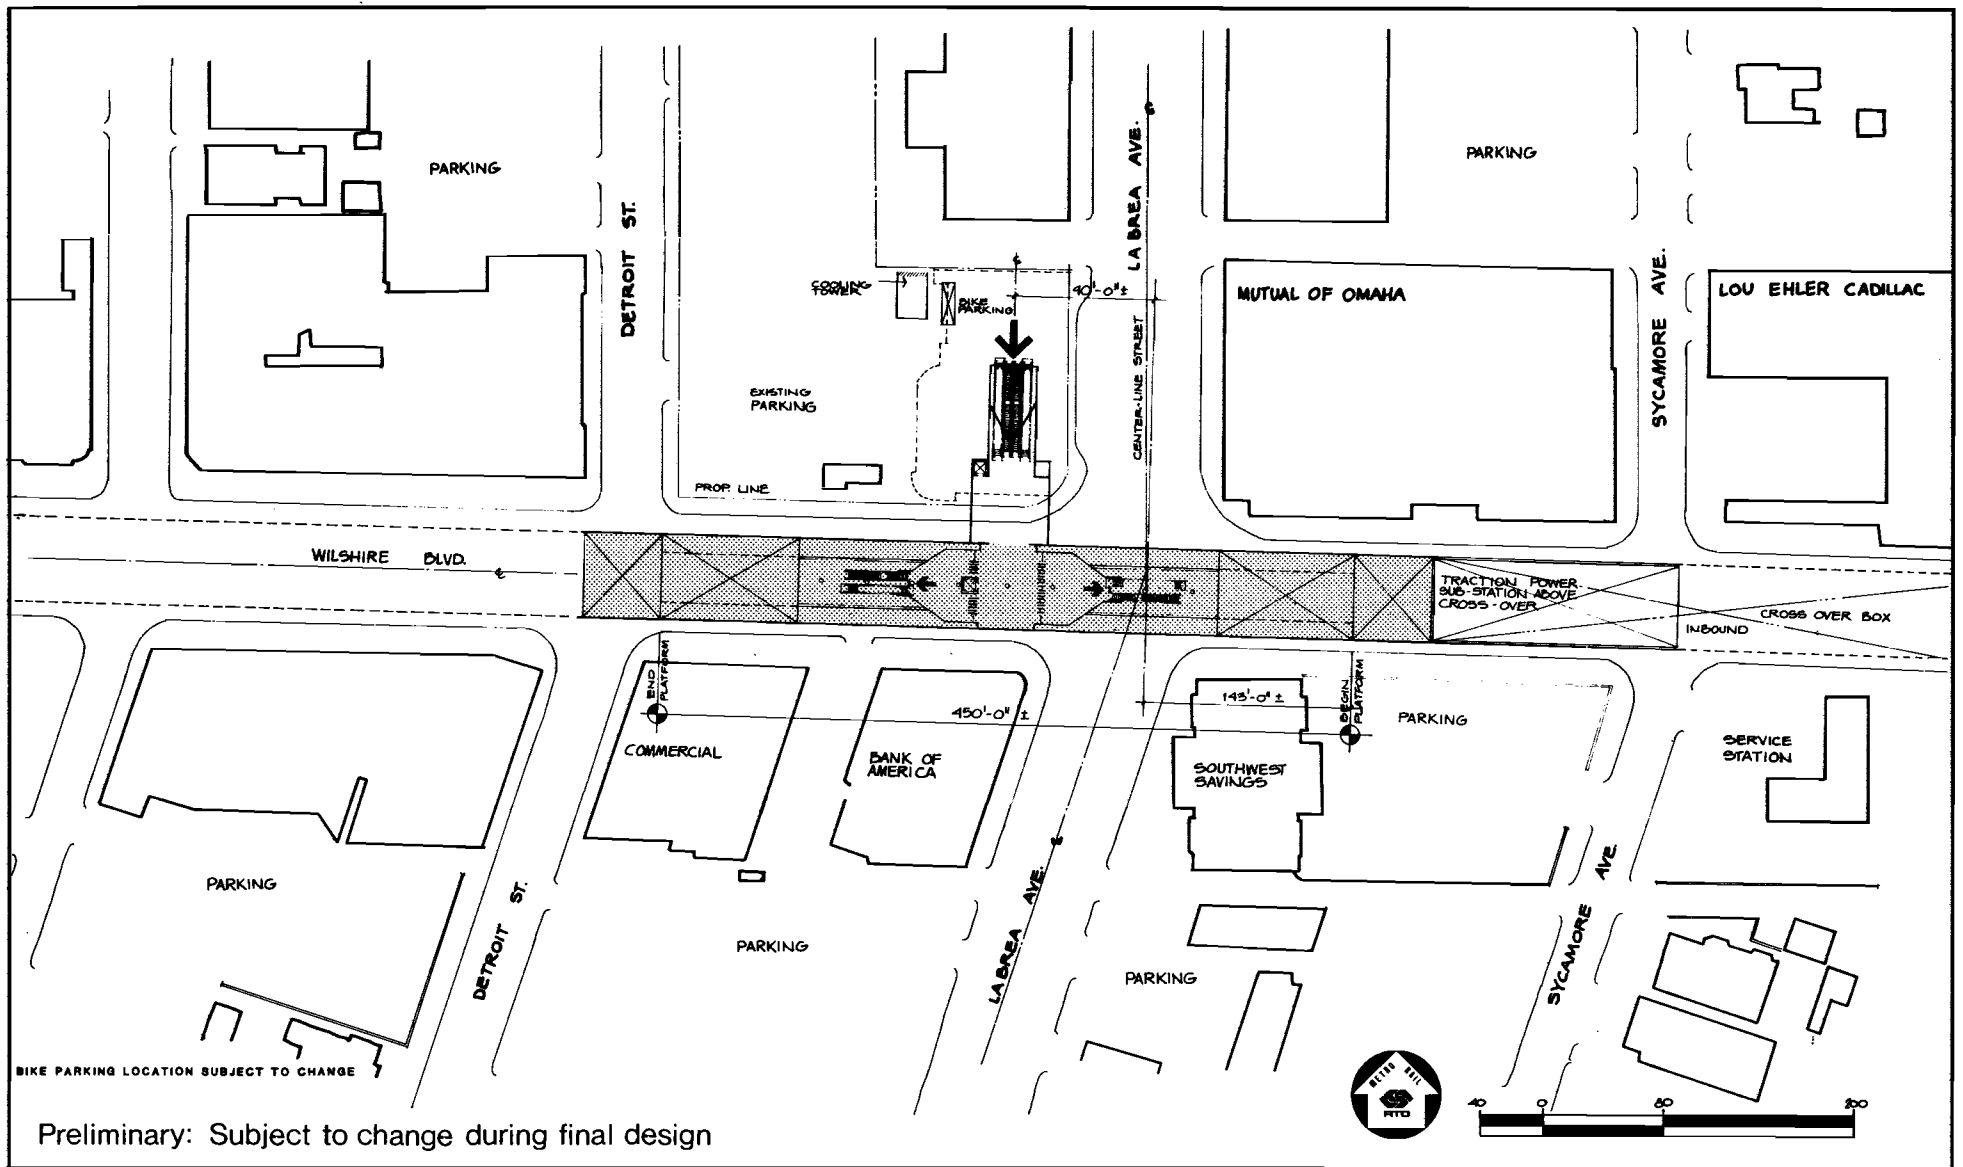 PARKING
LA BREA AVE.
PARKING
DETROIT ST.
SYCAMORE AVE.
COOLING
TOWER
BIKE
PARKING
40'-0" ±
MUTUAL OF OMAHA
LOU EHLER CADILLAC
CENTER-LINE STREET
EXISTING
PARKING
PROP. LINE
WILSHIRE BLVD.
TRACTION POWER
SUB-STATION ABOVE
CROSS-OVER
CROSS OVER BOX
INBOUND
END
PLATFORM
BEGIN
PLATFORM
450'-0" ±
143'-0" ±
PARKING
COMMERCIAL
BANK OF
AMERICA
SOUTHWEST
SAVINGS
SERVICE
STATION
PARKING
DETROIT ST.
LA BREA AVE.
SYCAMORE AVE.
PARKING
PARKING
BIKE PARKING LOCATION SUBJECT TO CHANGE
METRO RAIL
RTD
40 0 80 200
Preliminary: Subject to change during final design